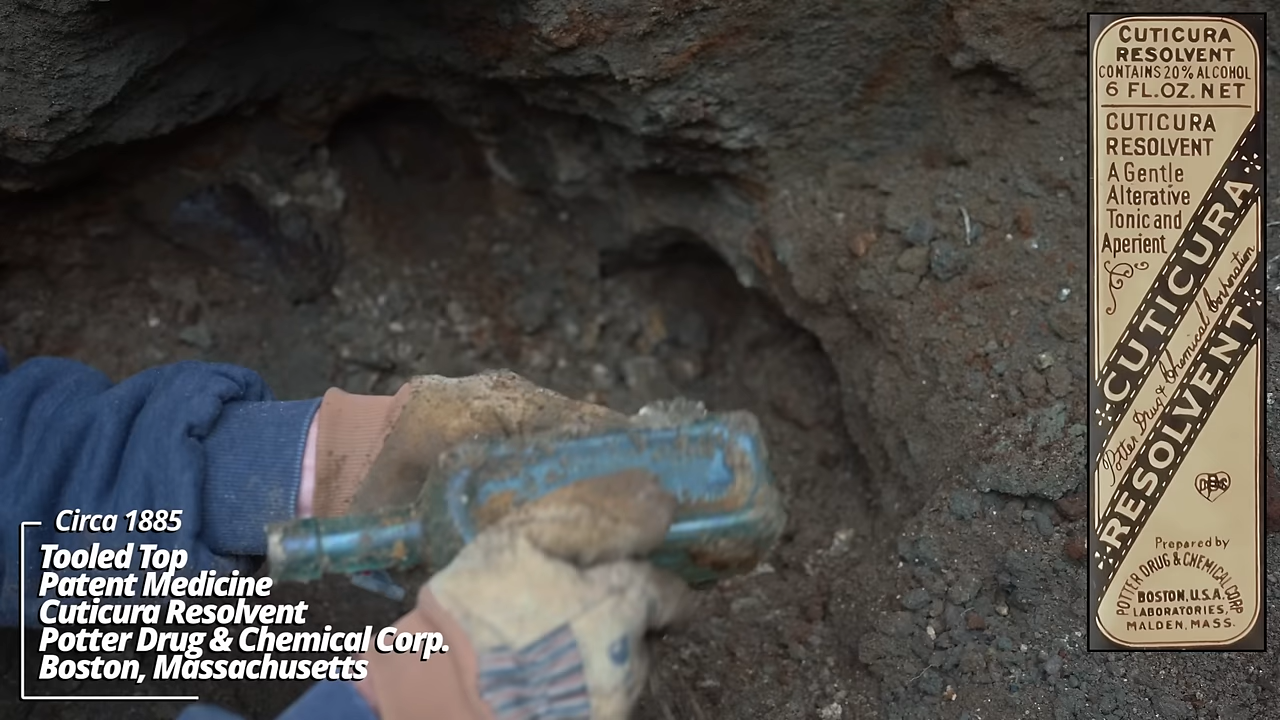 Circa 1885
Tooled Top
Patent Medicine
Cuticura Resolvent
Potter Drug & Chemical Corp.
Boston, Massachusetts
CUTICURA
RESOLVENT
CONTAINS 20% ALCOHOL
6 FL.OZ. NET
CUTICURA
RESOLVENT
A Gentle
Alterative
Tonic and
Aperient
CUTICURA
Potter Drug & Chemical Corporation
RESOLVENT
Prepared by
POTTER DRUG & CHEMICAL CORP.
BOSTON, U.S.A.
LABORATORIES,
MALDEN, MASS.